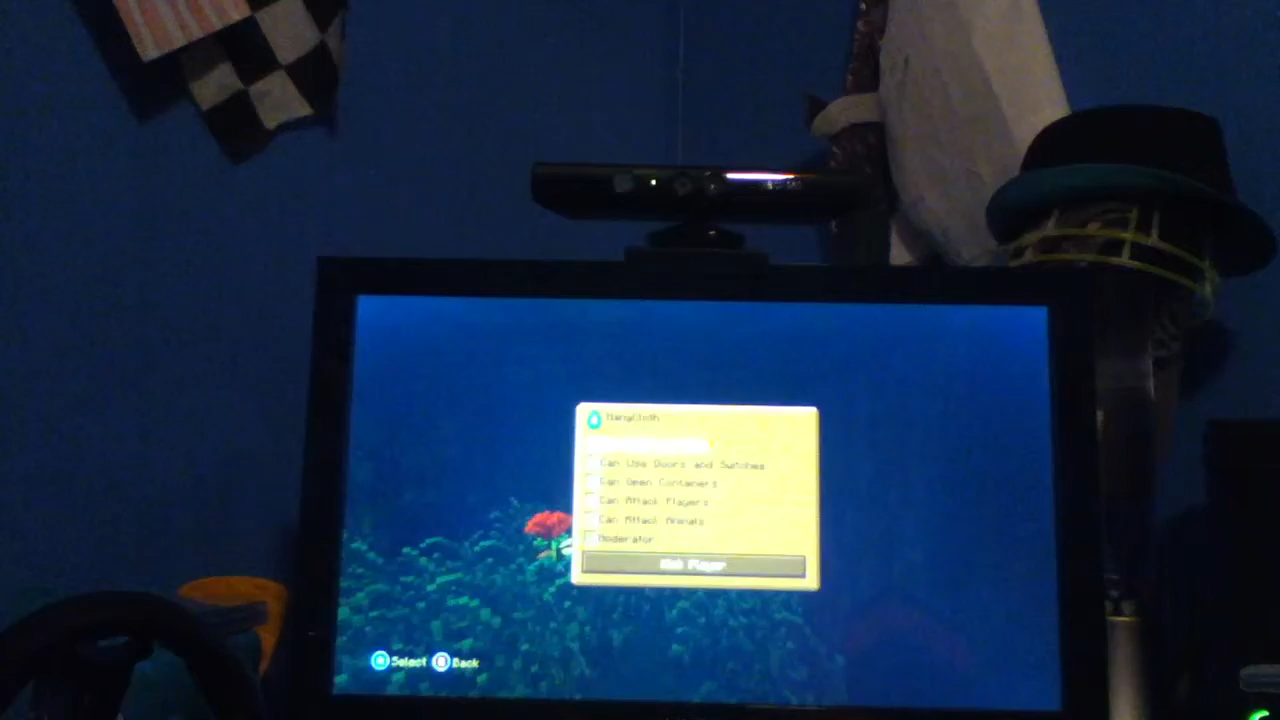 Can Use Doors and Switches
Can Open Containers
Can Attack Players
Can Attack Animals
Moderator
Kick Player
Select
Back